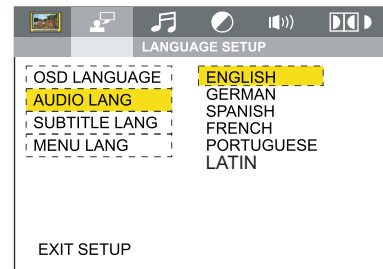 LANGUAGE SETUP
OSD LANGUAGE
AUDIO LANG
SUBTITLE LANG
MENU LANG
ENGLISH
GERMAN
SPANISH
FRENCH
PORTUGUESE
LATIN
EXIT SETUP